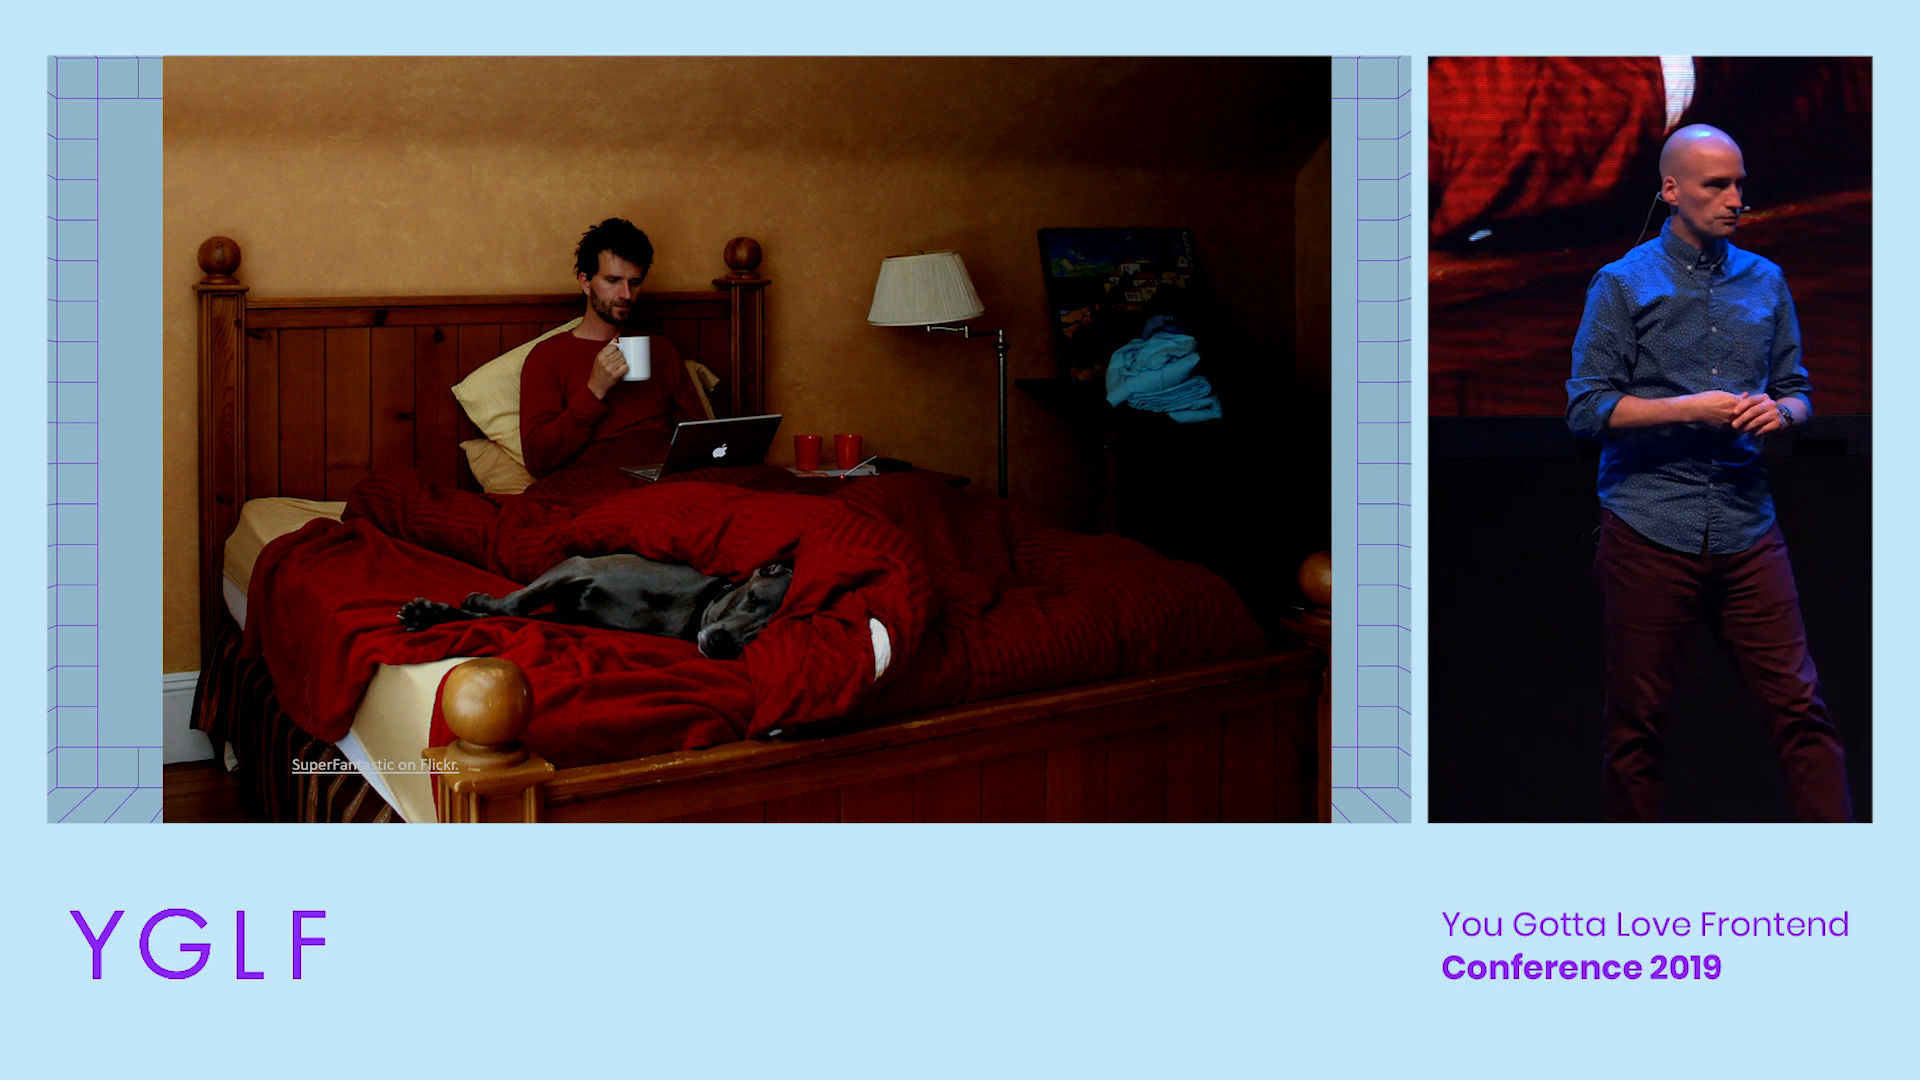 SuperFantastic on Flickr.
YGLF
You Gotta Love Frontend
Conference 2019